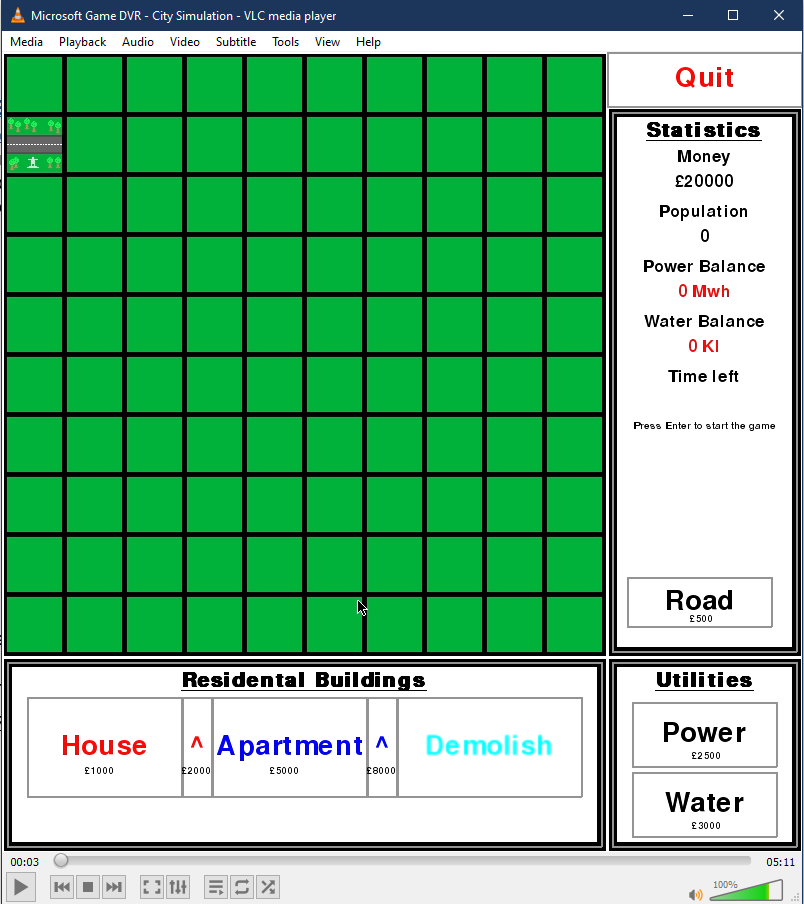 Microsoft Game DVR - City Simulation - VLC media player
Media Playback Audio Video Subtitle Tools View Help
Quit
Statistics
Money
£20000
Population
0
Power Balance
0 Mwh
Water Balance
0 Kl
Time left
Press Enter to start the game
Road
£500
Residental Buildings
House ^ Apartment ^ Demolish
£1000 £2000 £5000 £8000
Utilities
Power
£2500
Water
£3000
00:03 05:11
100%